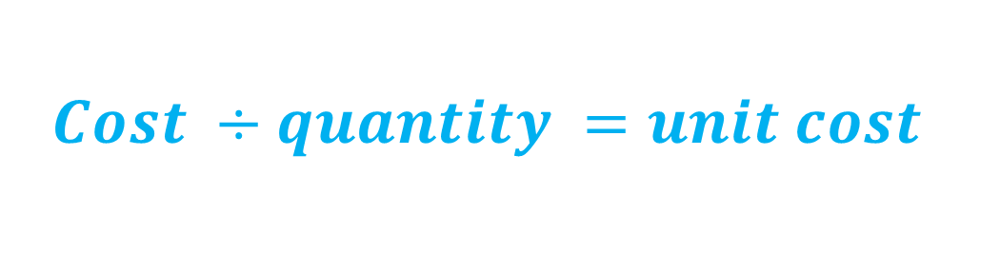 Cost ÷ quantity = unit cost